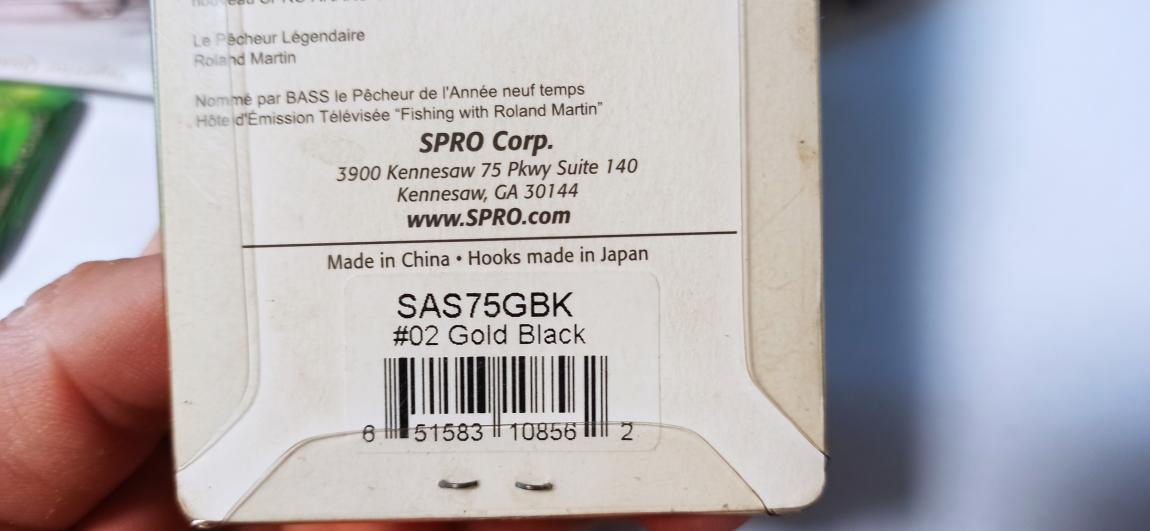 Le Pêcheur Légendaire
Roland Martin
Nommé par BASS le Pêcheur de l'Année neuf temps
Hôte d'Émission Télévisée “Fishing with Roland Martin”
SPRO Corp.
3900 Kennesaw 75 Pkwy Suite 140
Kennesaw, GA 30144
www.SPRO.com
Made in China • Hooks made in Japan
SAS75GBK
#02 Gold Black
6 51583 10856 2